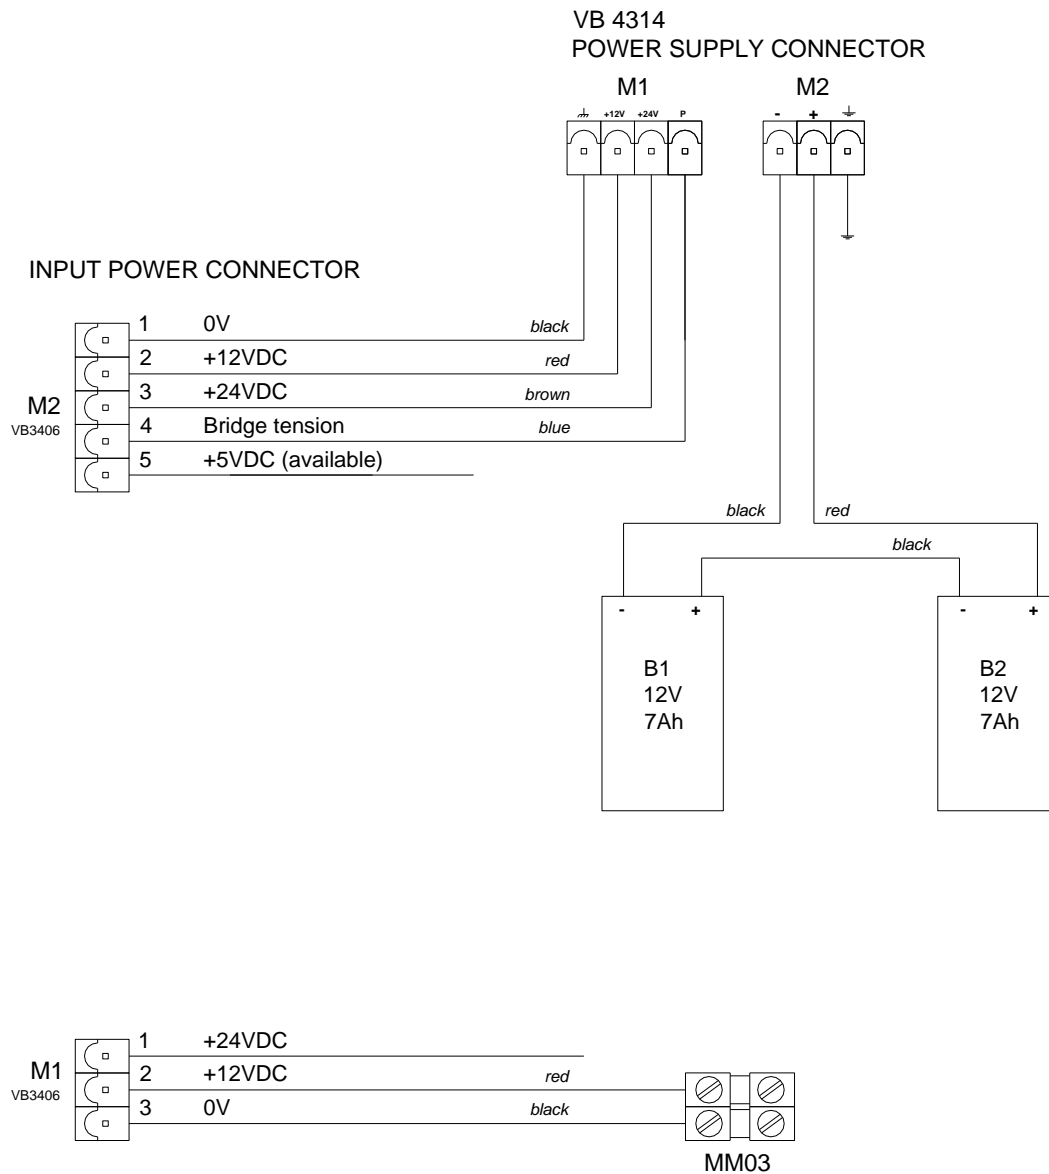 VB 4314
POWER SUPPLY CONNECTOR
M1 M2
+12V +24V P - +
INPUT POWER CONNECTOR
1 0V black
2 +12VDC red
3 +24VDC brown
M2
VB3406
4 Bridge tension blue
5 +5VDC (available)
black red
black
- + - +
B1
12V
7Ah
B2
12V
7Ah
1 +24VDC
M1
VB3406
2 +12VDC red
3 0V black
MM03